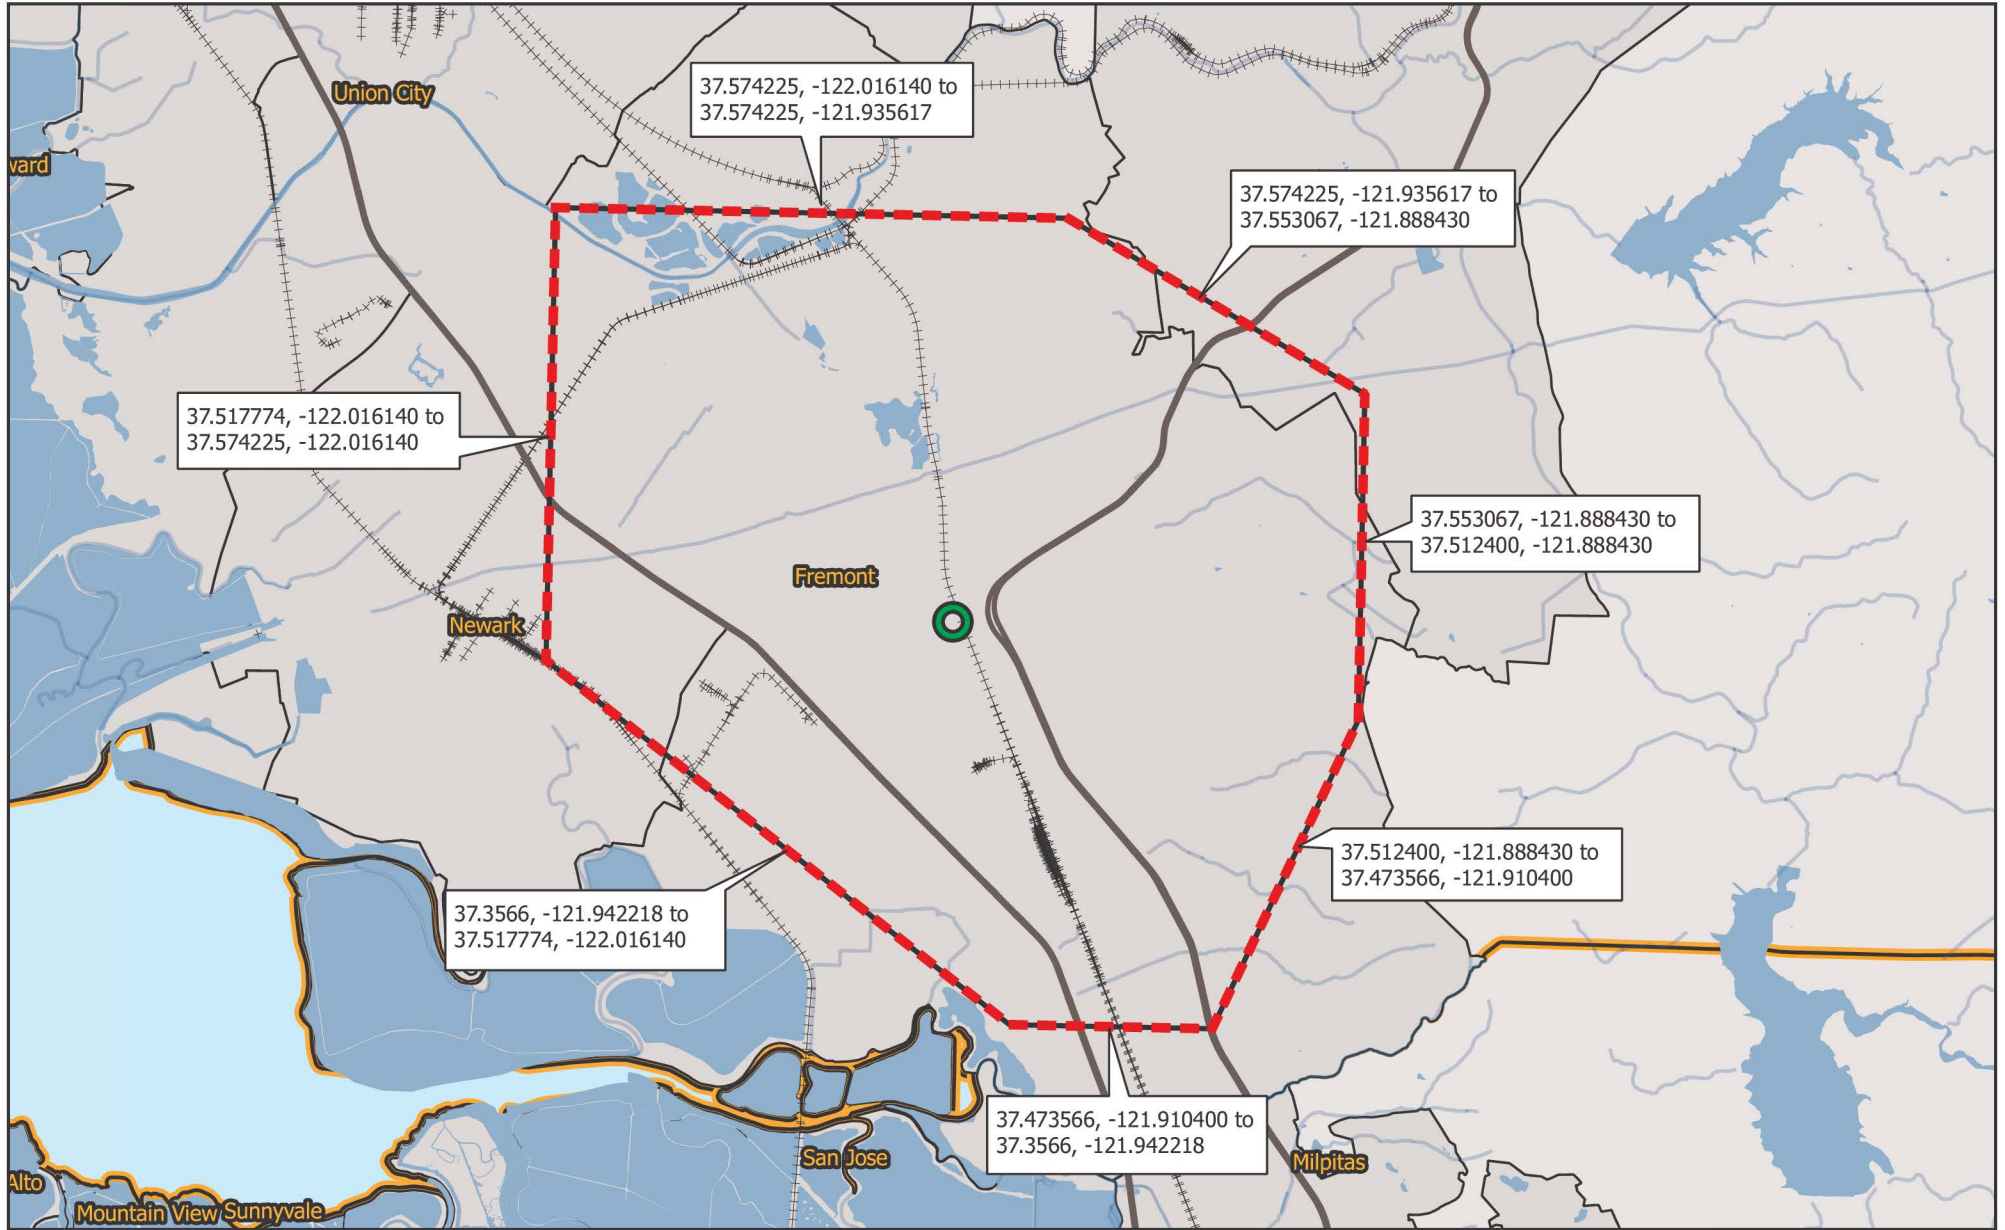 Union City
37.574225, -122.016140 to
37.574225, -121.935617
ward
37.574225, -121.935617 to
37.553067, -121.888430
37.517774, -122.016140 to
37.574225, -122.016140
37.553067, -121.888430 to
37.512400, -121.888430
Fremont
Newark
37.512400, -121.888430 to
37.473566, -121.910400
37.3566, -121.942218 to
37.517774, -122.016140
37.473566, -121.910400 to
37.3566, -121.942218
San Jose
Milpitas
Alto
Mountain View
Sunnyvale